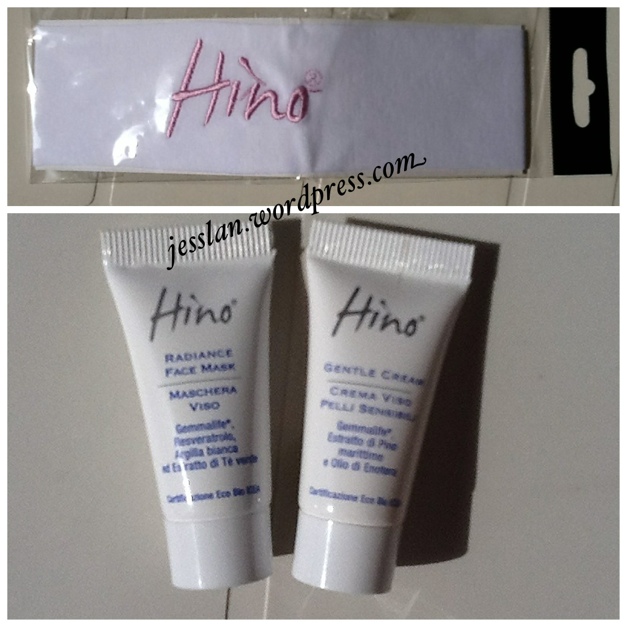 Hino®
jesslan.wordpress.com
Hino®
RADIANCE
FACE MASK
MASCHERA
VISO
Gemmalife®,
Resveratrolo,
Argilla bianca
ed Estratto di Tè verde
Certificazione Eco Bio ICEA
Hino®
GENTLE CREAM
CREMA VISO
PELLI SENSIBILI
Gemmalife®
Estratto di Pino
marittimo
e Olio di Enotera
Certificazione Eco Bio ICEA